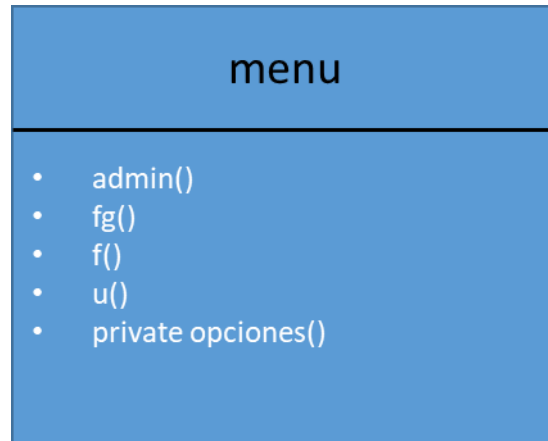 menu
• admin()
• fg()
• f()
• u()
• private opciones()